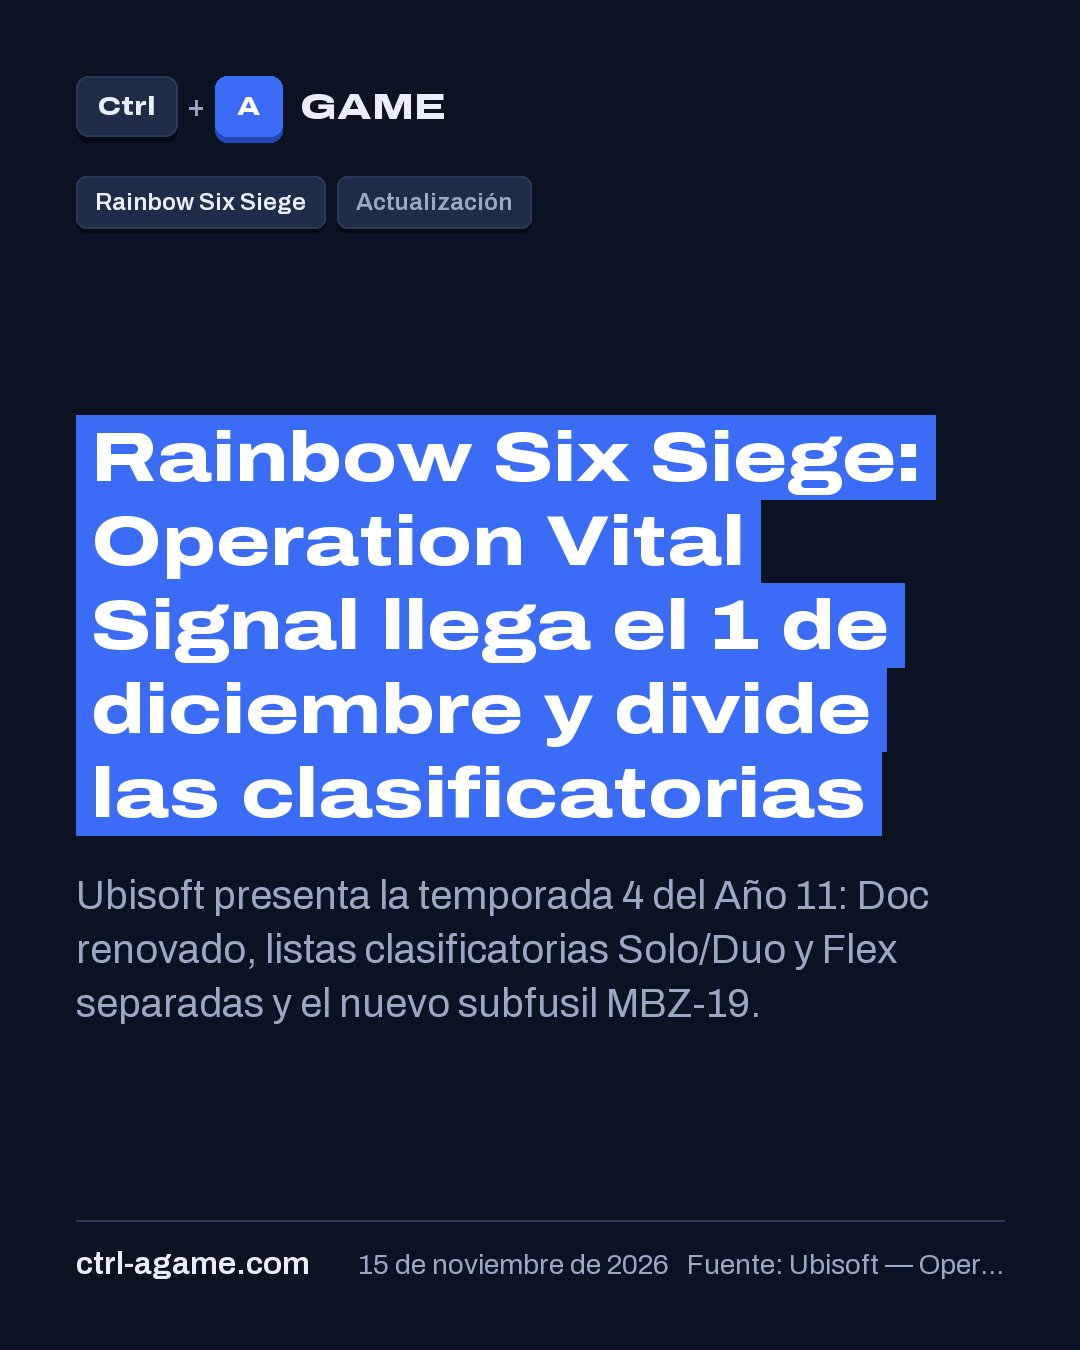 Ctrl + A GAME
Rainbow Six Siege Actualización
Rainbow Six Siege:
Operation Vital
Signal llega el 1 de
diciembre y divide
las clasificatorias
Ubisoft presenta la temporada 4 del Año 11: Doc
renovado, listas clasificatorias Solo/Duo y Flex
separadas y el nuevo subfusil MBZ-19.
ctrl-agame.com 15 de noviembre de 2026 Fuente: Ubisoft — Oper...